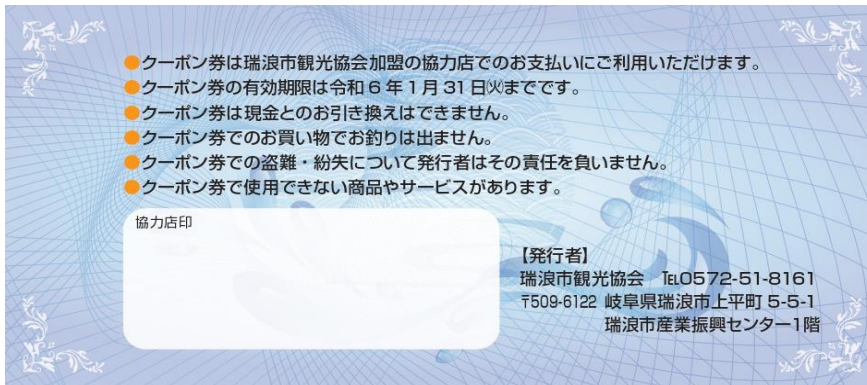 ●クーポン券は瑞浪市観光協会加盟の協力店でのお支払いにご利用いただけます。
●クーポン券の有効期限は令和6年1月31日㈫までです。
●クーポン券は現金とのお引き換えはできません。
●クーポン券でのお買い物でお釣りは出ません。
●クーポン券での盗難・紛失について発行者はその責任を負いません。
●クーポン券で使用できない商品やサービスがあります。
協力店印
【発行者】
瑞浪市観光協会 ℡0572-51-8161
〒509-6122 岐阜県瑞浪市上平町5-5-1
瑞浪市産業振興センター1階